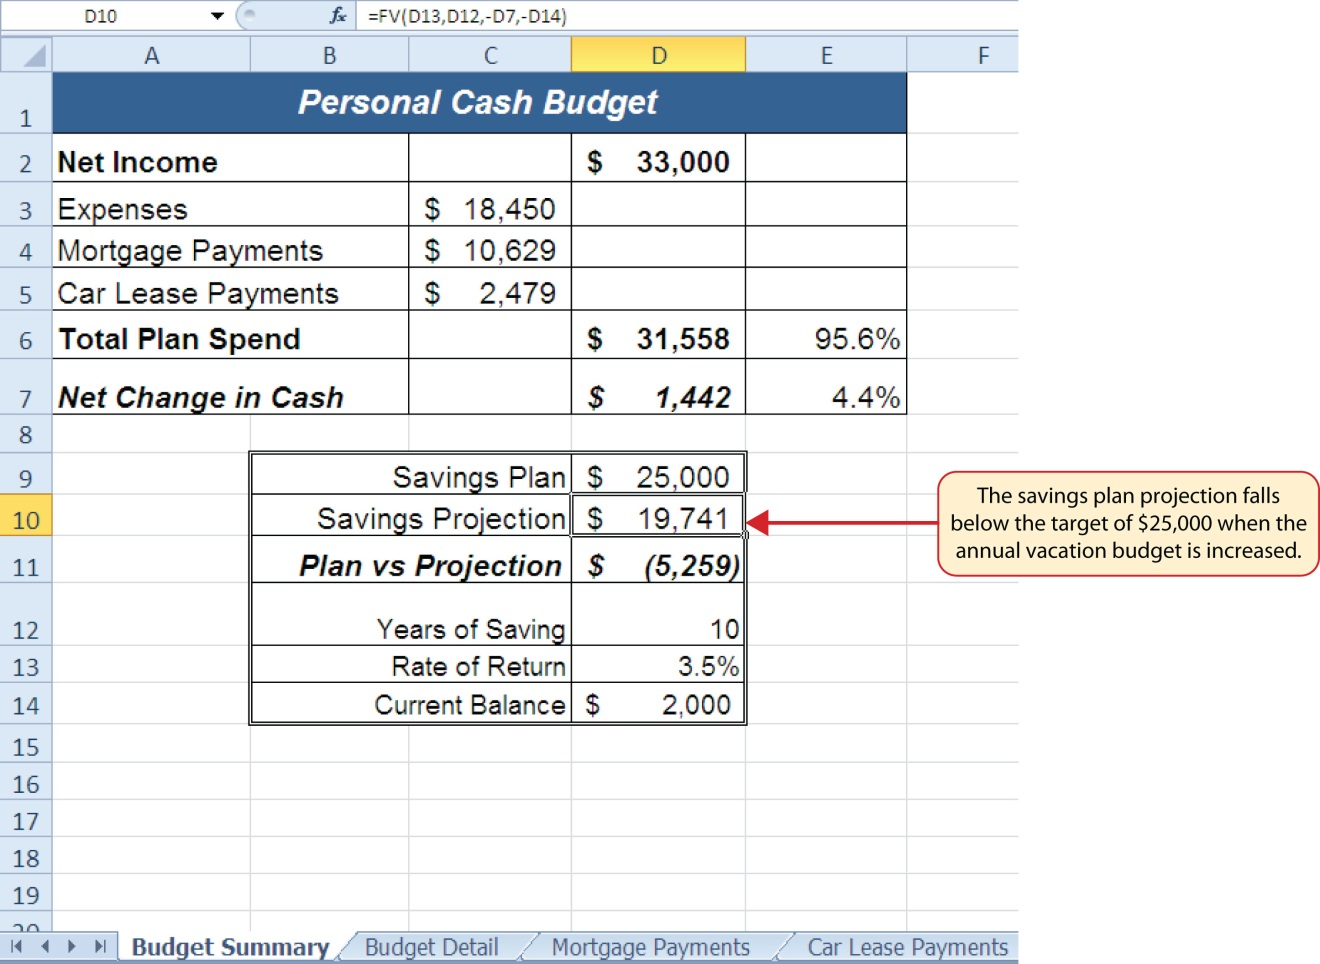 D10 fx =FV(D13,D12,-D7,-D14)
A B C D E F
1 Personal Cash Budget
2 Net Income $ 33,000
3 Expenses $ 18,450
4 Mortgage Payments $ 10,629
5 Car Lease Payments $ 2,479
6 Total Plan Spend $ 31,558 95.6%
7 Net Change in Cash $ 1,442 4.4%
8
9 Savings Plan $ 25,000
10 Savings Projection $ 19,741
11 Plan vs Projection $ (5,259)
12 Years of Saving 10
13 Rate of Return 3.5%
14 Current Balance $ 2,000
15
16
17
18
19
20
The savings plan projection falls
below the target of $25,000 when the
annual vacation budget is increased.
Budget Summary Budget Detail Mortgage Payments Car Lease Payments